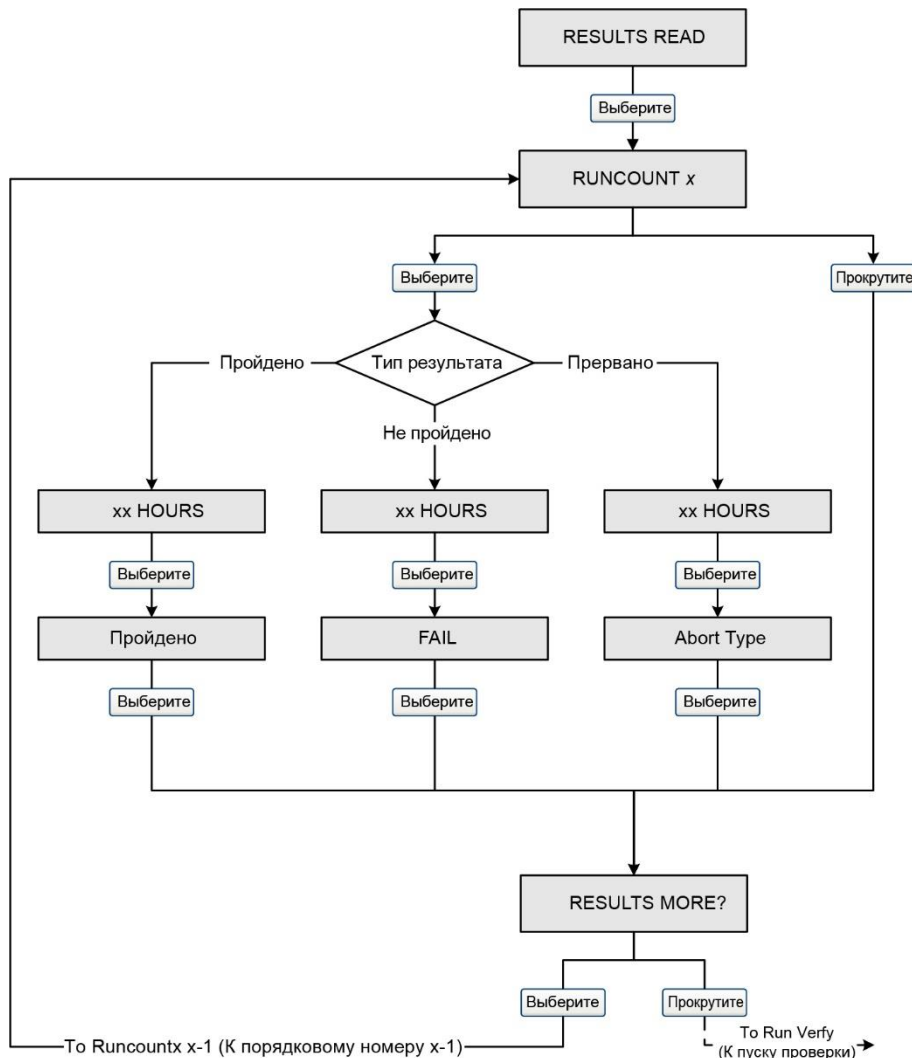 RESULTS READ
Выберите
RUNCOUNT x
Выберите
Прокрутите
Пройдено
Тип результата
Прервано
Не пройдено
xx HOURS
xx HOURS
xx HOURS
Выберите
Выберите
Выберите
Пройдено
FAIL
Abort Type
Выберите
Выберите
Выберите
RESULTS MORE?
Выберите
Прокрутите
To Runcountx x-1 (К порядковому номеру x-1)
To Run Verfy
(К пуску проверки)